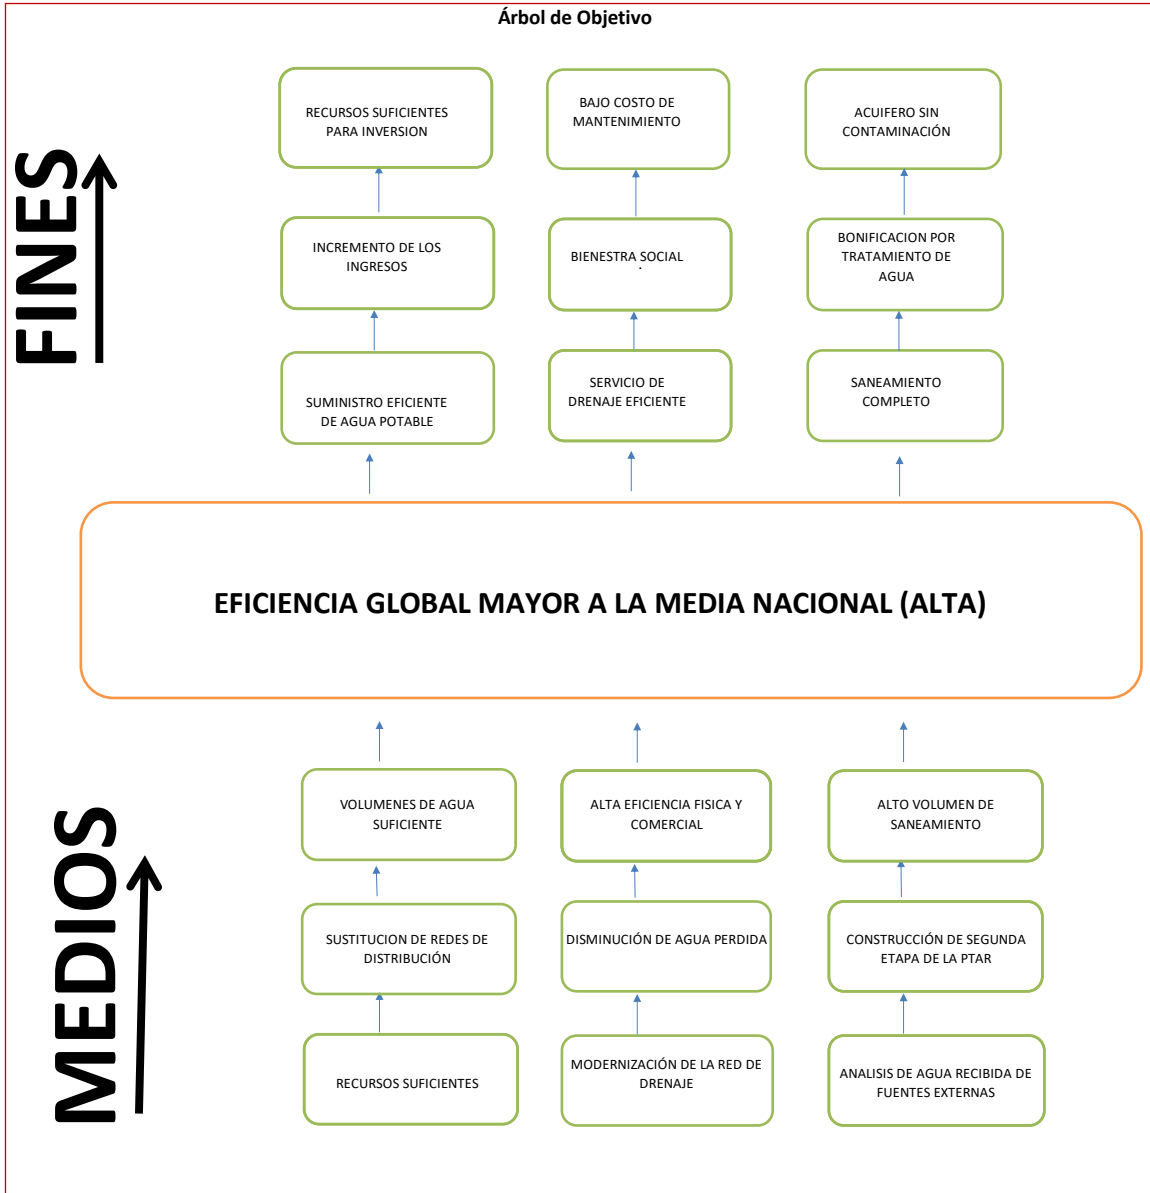 Árbol de Objetivo
FINES
RECURSOS SUFICIENTES
PARA INVERSION
BAJO COSTO DE
MANTENIMIENTO
ACUIFERO SIN
CONTAMINACIÓN
INCREMENTO DE LOS
INGRESOS
BIENESTRA SOCIAL
.
BONIFICACION POR
TRATAMIENTO DE
AGUA
SUMINISTRO EFICIENTE
DE AGUA POTABLE
SERVICIO DE
DRENAJE EFICIENTE
SANEAMIENTO
COMPLETO
EFICIENCIA GLOBAL MAYOR A LA MEDIA NACIONAL (ALTA)
MEDIOS
VOLUMENES DE AGUA
SUFICIENTE
ALTA EFICIENCIA FISICA Y
COMERCIAL
ALTO VOLUMEN DE
SANEAMIENTO
SUSTITUCION DE REDES DE
DISTRIBUCIÓN
DISMINUCIÓN DE AGUA PERDIDA
CONSTRUCCIÓN DE SEGUNDA
ETAPA DE LA PTAR
RECURSOS SUFICIENTES
MODERNIZACIÓN DE LA RED DE
DRENAJE
ANALISIS DE AGUA RECIBIDA DE
FUENTES EXTERNAS